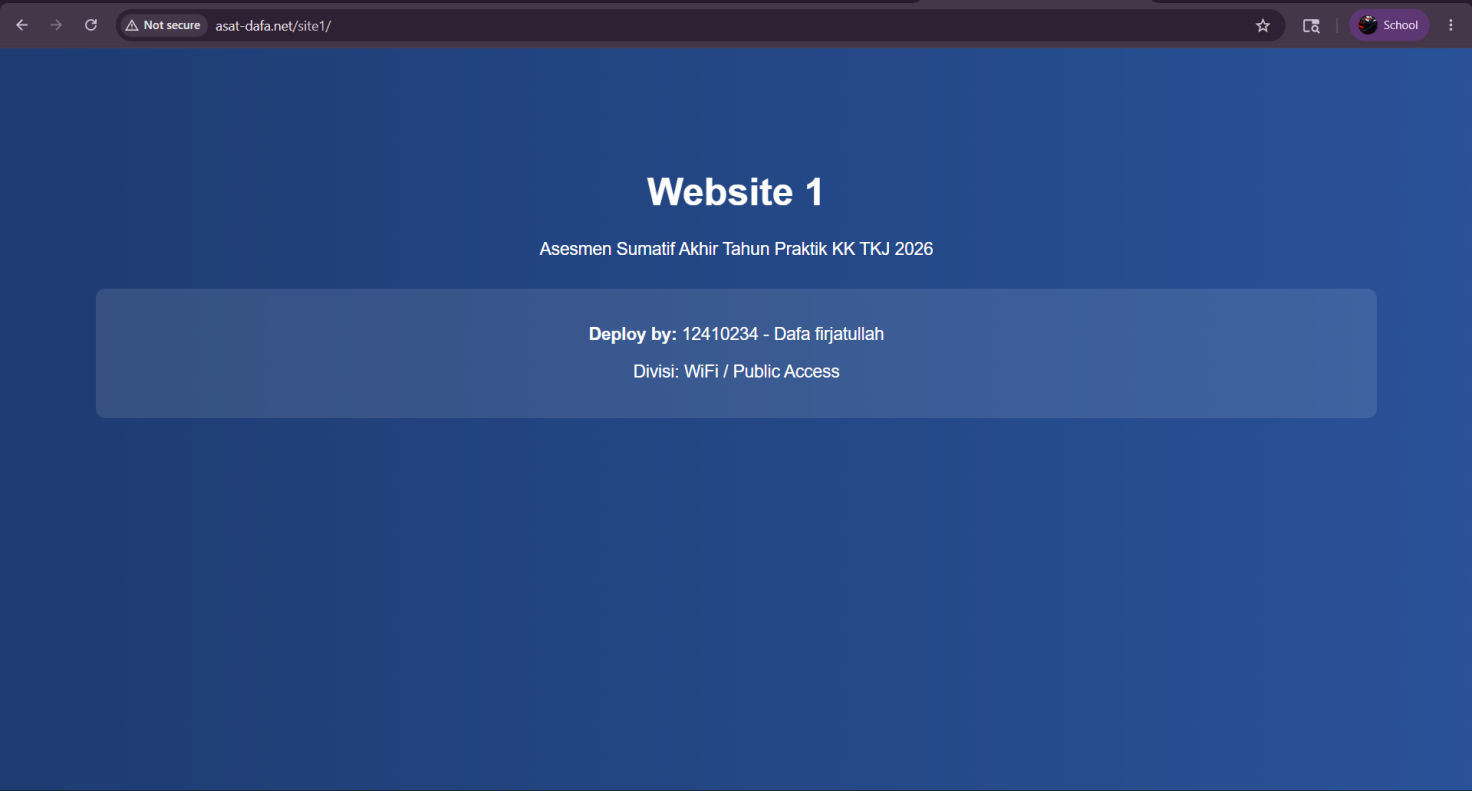 Not secure
asat-dafa.net/site1/
School
Website 1
Asesmen Sumatif Akhir Tahun Praktik KK TKJ 2026
Deploy by: 12410234 - Dafa firjatullah
Divisi: WiFi / Public Access